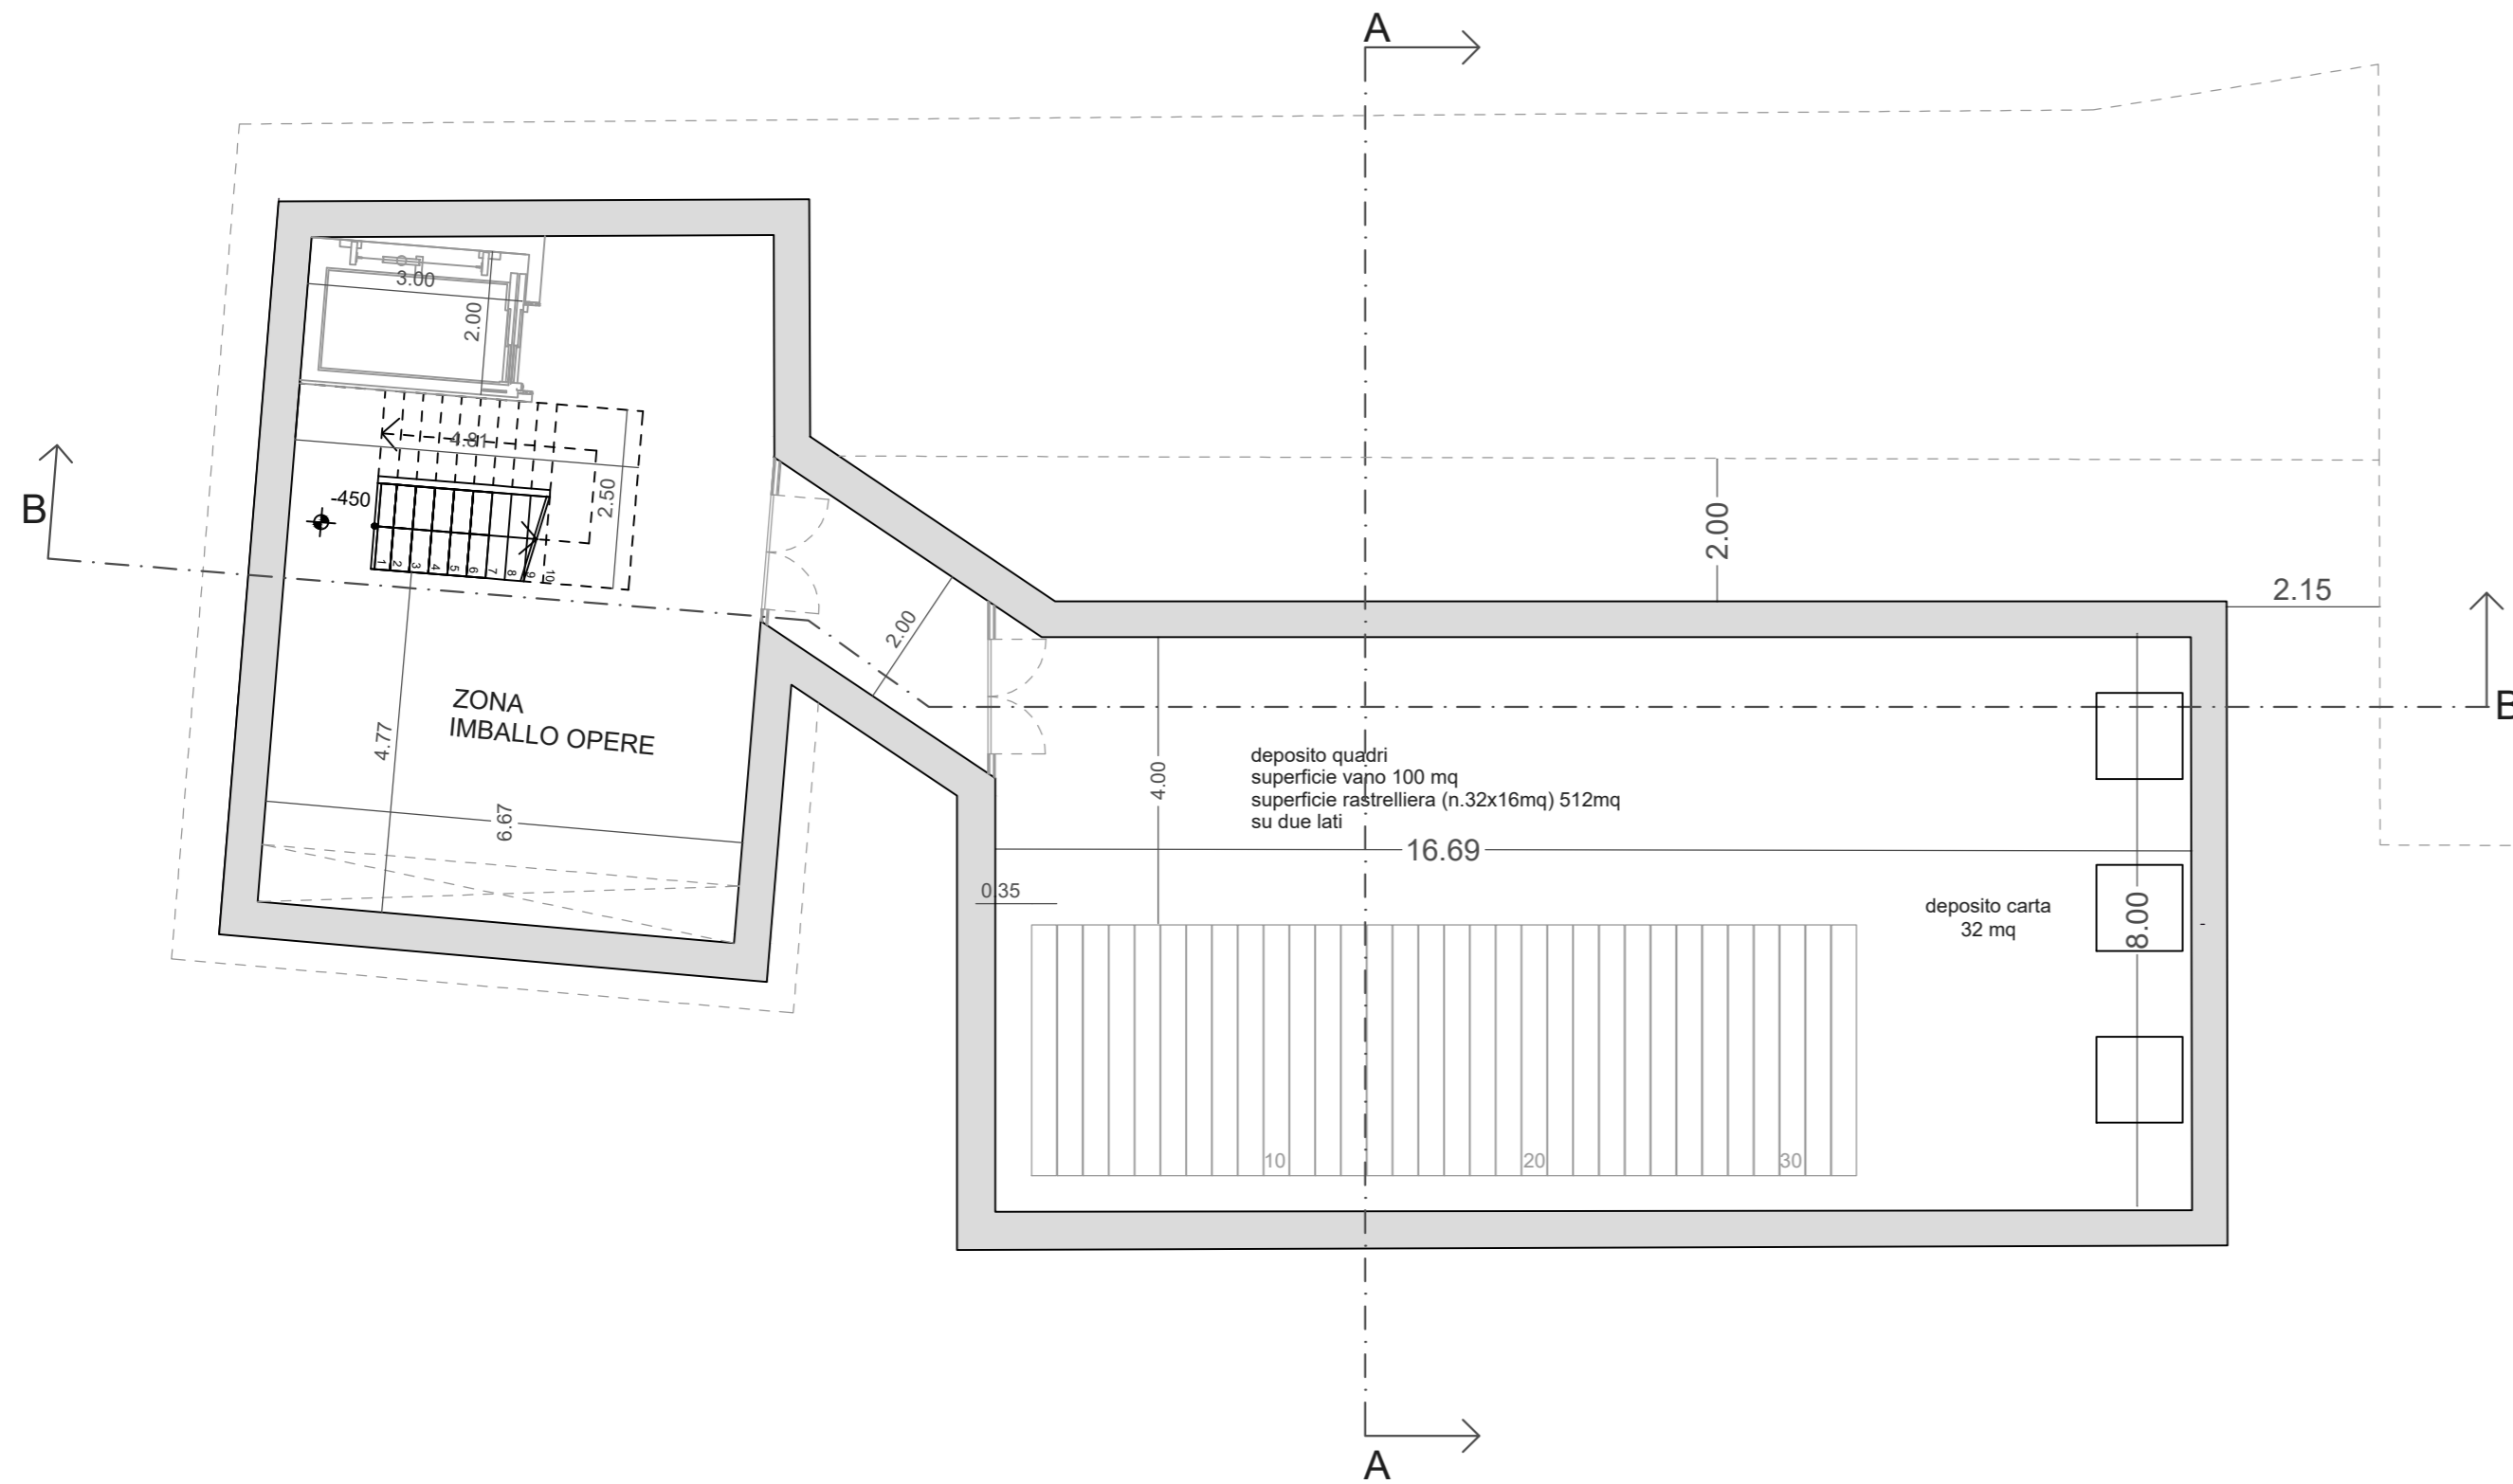 A
3.00
2.00
4.81
-450
2.50
B
1 2 3 4 5 6 7 8 9 10
2.00
2.15
2.00
B
ZONA
IMBALLO OPERE
4.77
6.67
4.00
deposito quadri
superficie vano 100 mq
superficie rastrelliera (n.32x16mq) 512mq
su due lati
16.69
0.35
deposito carta
32 mq
8.00
10
20
30
A